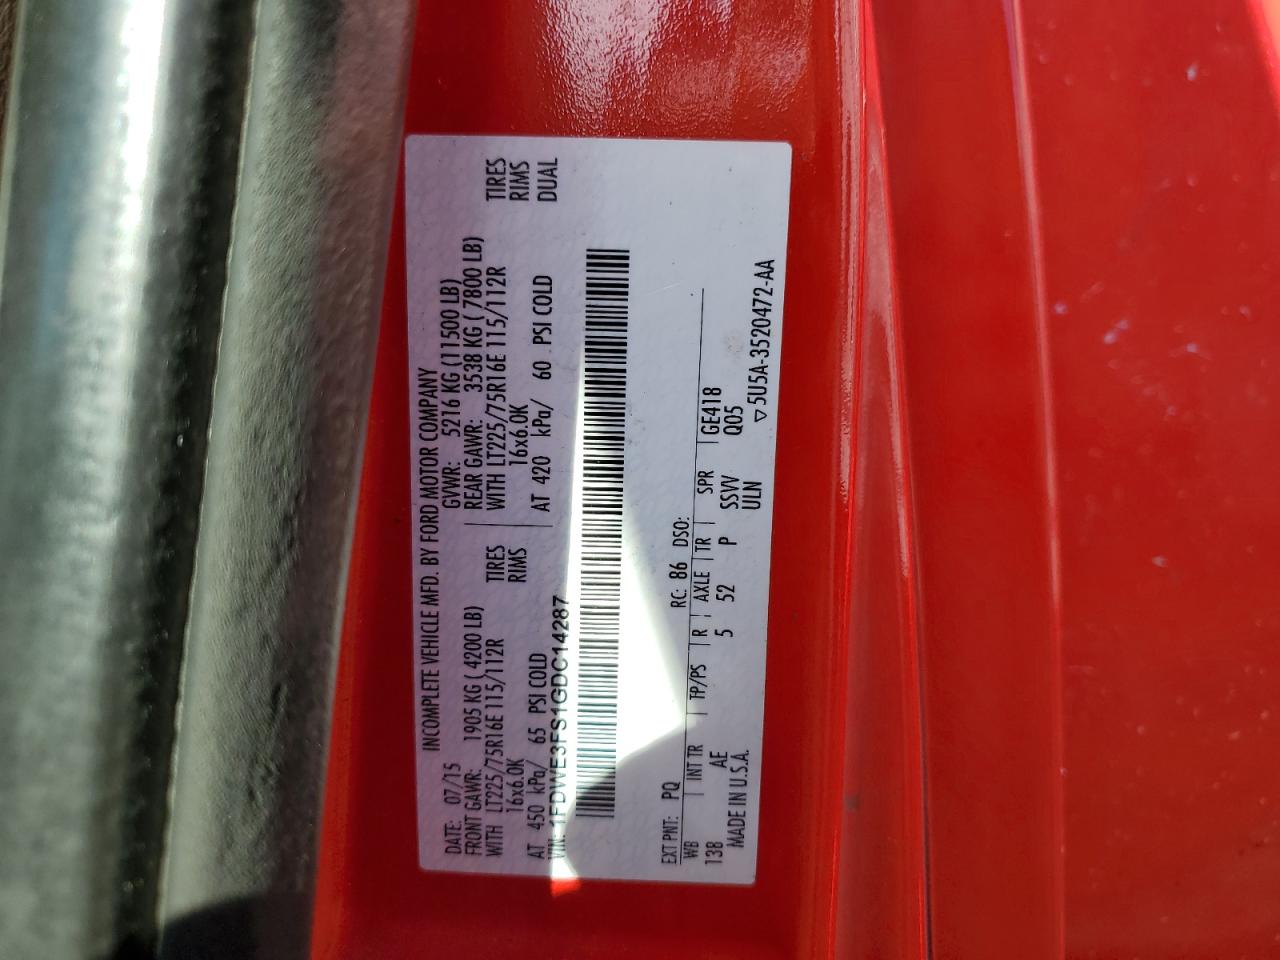 INCOMPLETE VEHICLE MFD. BY FORD MOTOR COMPANY
DATE: 07/15 GVWR: 5216 KG (11500 LB)
FRONT GAWR: 1905 KG ( 4200 LB) REAR GAWR: 3538 KG ( 7800 LB)
WITH LT225/75R16E 115/112R TIRES WITH LT225/75R16E 115/112R TIRES
16x6.0K RIMS 16x6.0K RIMS
AT 450 kPa/ 65 PSI COLD AT 420 kPa/ 60 PSI COLD DUAL
VIN: 1FDWE3FS1GDC14287
EXT PNT: PQ RC: 86 DSO:
WB INT TR TP/PS R AXLE TR SPR GE418
138 AE 5 52 P SSW Q05
MADE IN U.S.A. ULN
▽5U5A-3520472-AA